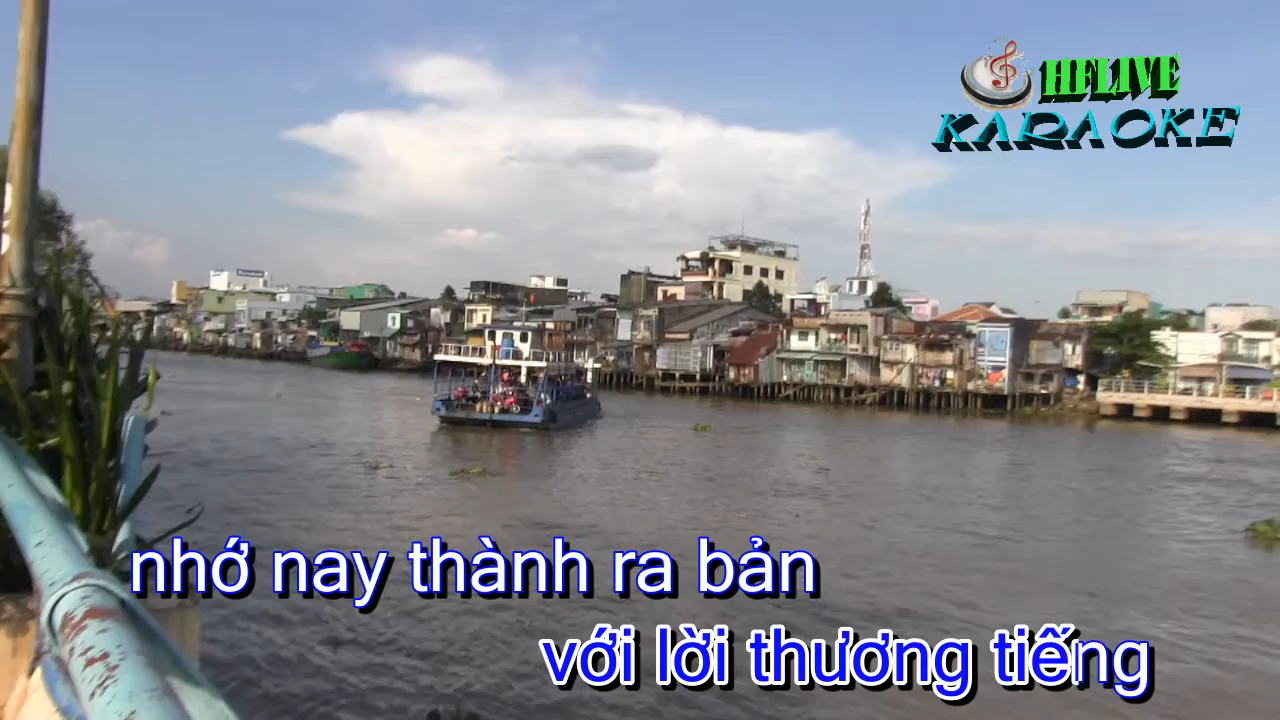 HFLIVE
KARAOKE
nhớ nay thành ra bản
với lời thương tiếng